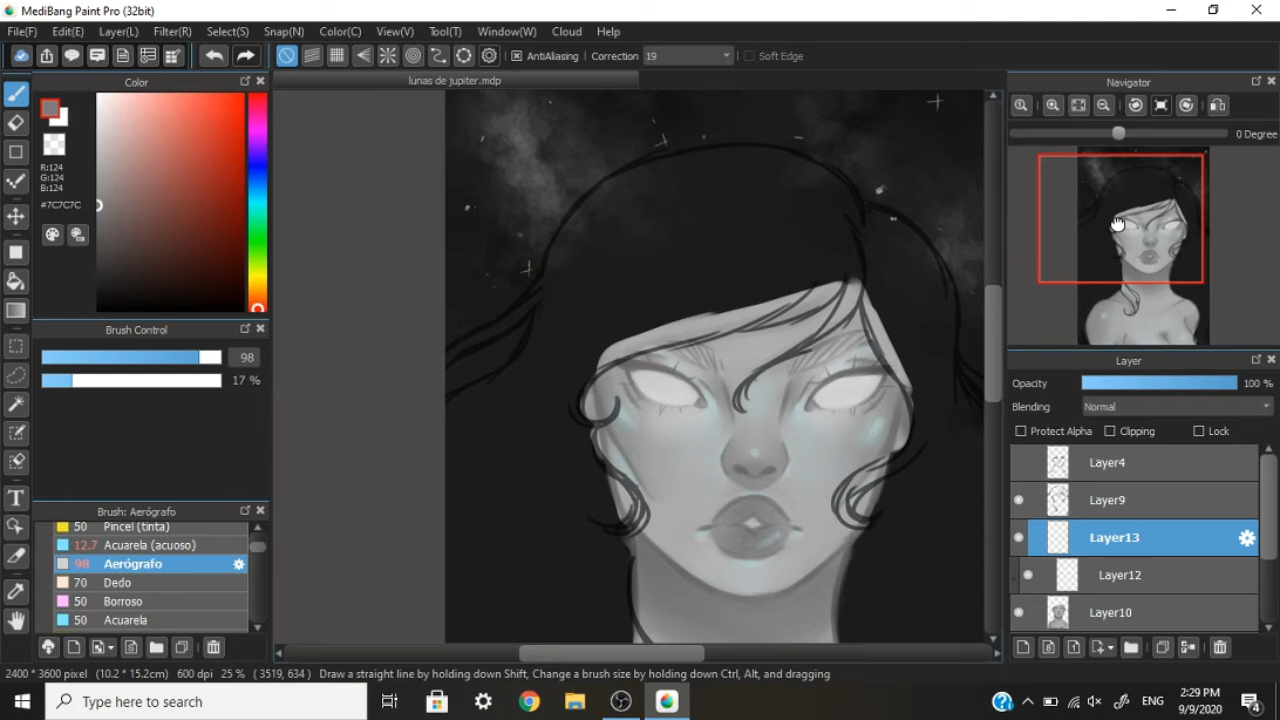 MediBang Paint Pro (32bit)
File(F) Edit(E) Layer(L) Filter(R) Select(S) Snap(N) Color(C) View(V) Tool(T) Window(W) Cloud Help
AntiAliasing Correction 19 Soft Edge
Color
lunas de jupiter.mdp
Navigator
0 Degree
R:124
G:124
B:124
#7C7C7C
Brush Control
98
17 %
Layer
Opacity 100 %
Blending Normal
Protect Alpha Clipping Lock
Layer4
Layer9
Layer13
Layer12
Layer10
Brush: Aerógrafo
50 Pincel (tinta)
12.7 Acuarela (acuoso)
98 Aerógrafo
70 Dedo
50 Borroso
50 Acuarela
2400 * 3600 pixel (10.2 * 15.2cm) 600 dpi 25 % ( 3519, 634 ) Draw a straight line by holding down Shift, Change a brush size by holding down Ctrl, Alt, and dragging
Type here to search
ENG
2:29 PM
9/9/2020
4